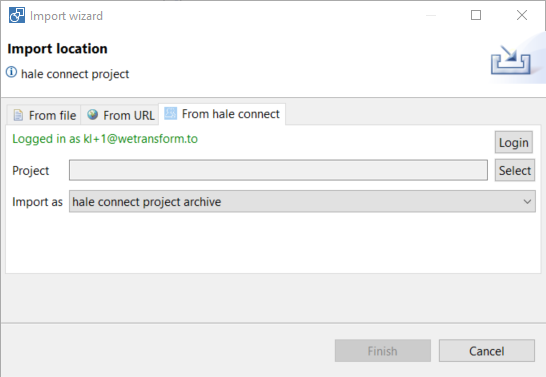 Import wizard
Import location
hale connect project
From file
From URL
From hale connect
Logged in as kl+1@wetransform.to
Login
Project
Select
Import as
hale connect project archive
Finish
Cancel